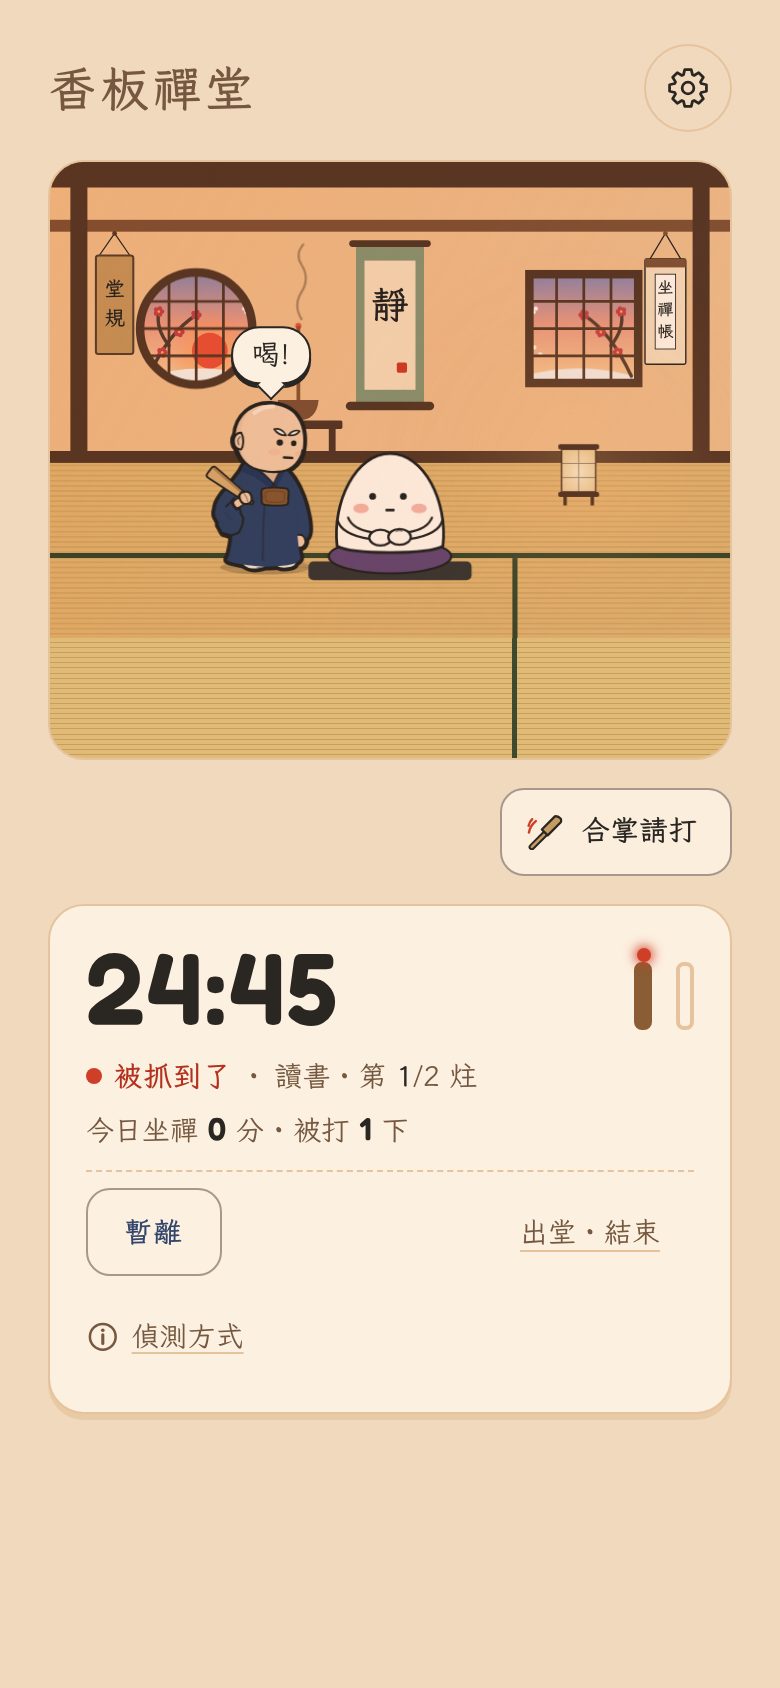 香板禪堂
堂規
喝!
靜
坐禪帳
合掌請打
24:45
被抓到了 · 讀書 · 第 1/2 炷
今日坐禪 0 分 · 被打 1 下
暫離
出堂 · 結束
偵測方式